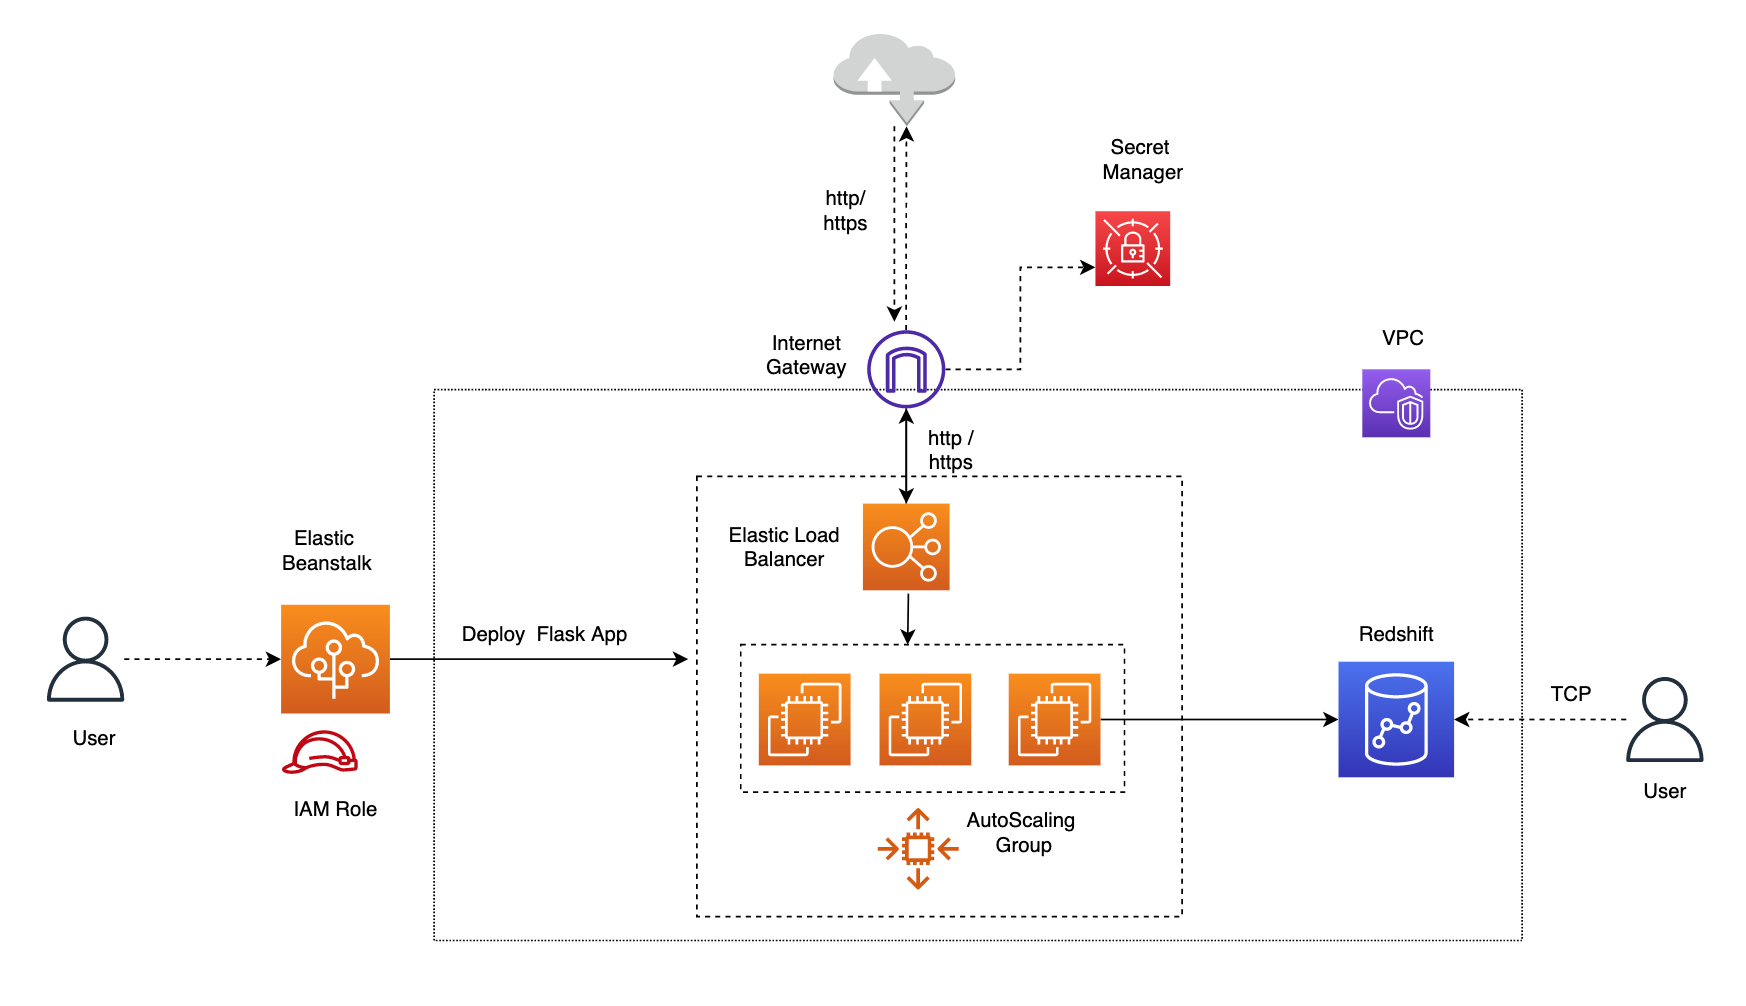 Secret
Manager
http/
https
Internet
Gateway
VPC
http /
https
Elastic Load
Balancer
Elastic
Beanstalk
Deploy  Flask App
Redshift
TCP
User
IAM Role
User
AutoScaling
Group